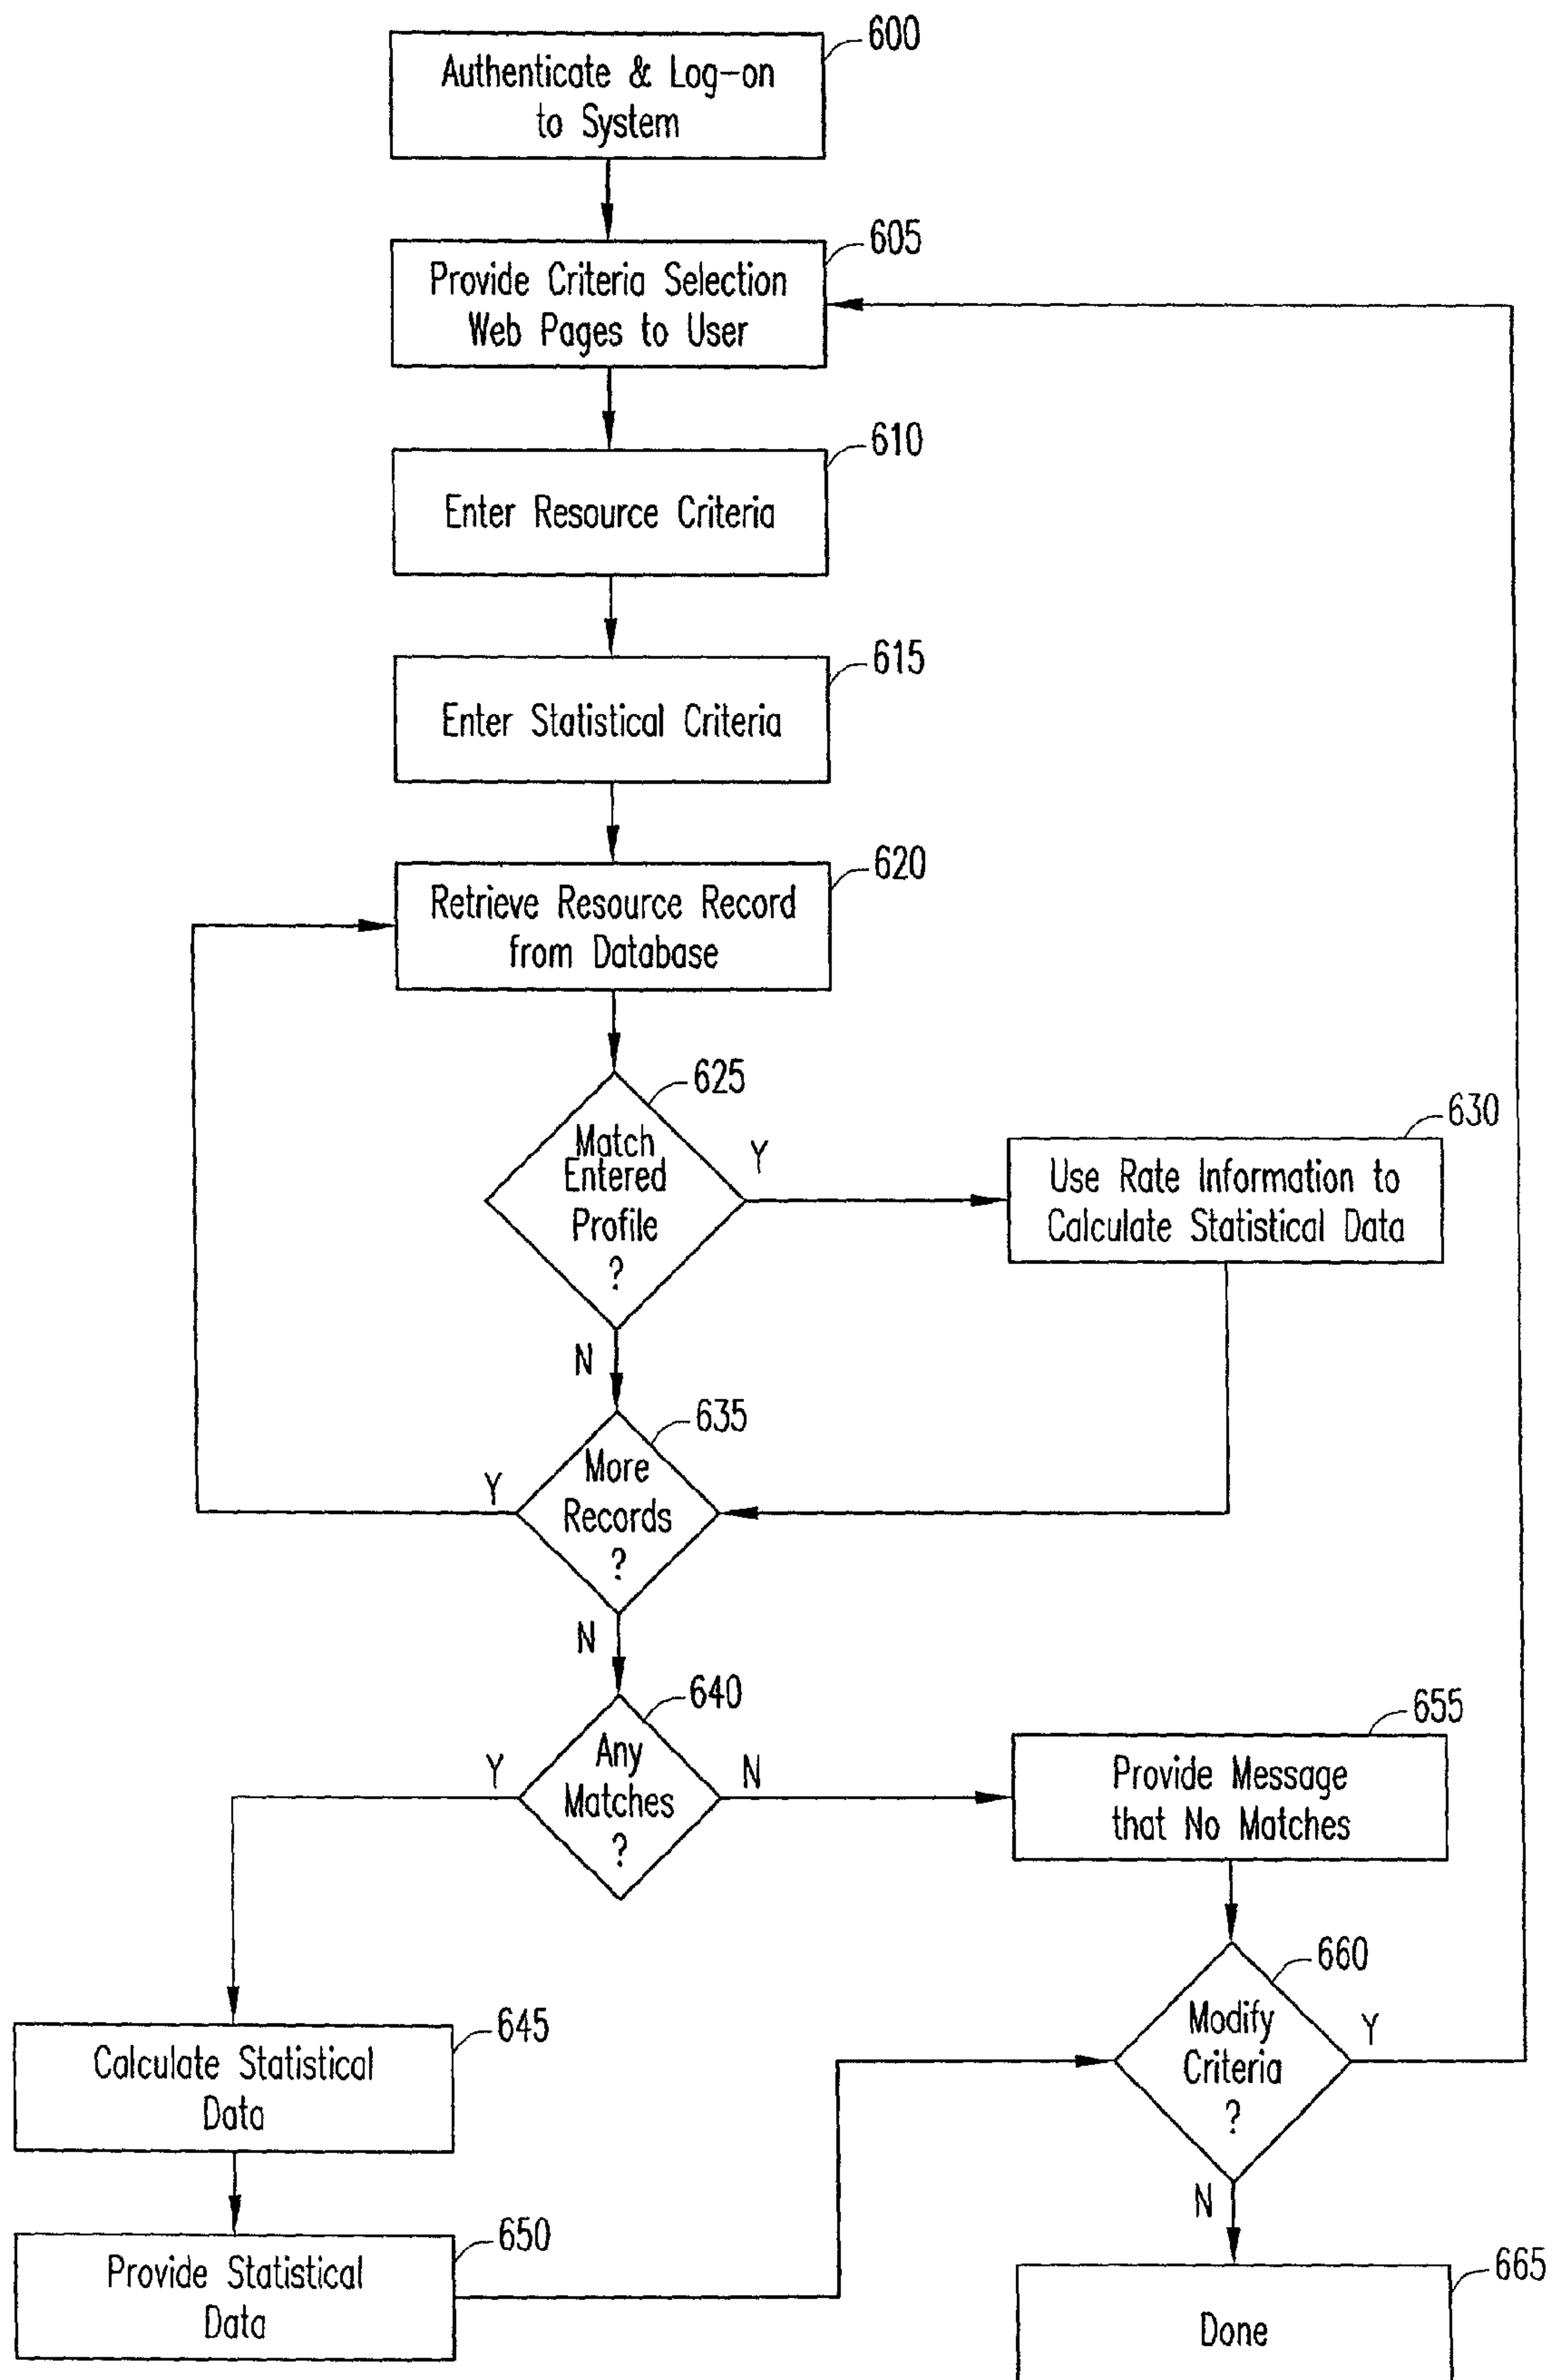 600
Authenticate & Log-on
to System
605
Provide Criteria Selection
Web Pages to User
610
Enter Resource Criteria
615
Enter Statistical Criteria
620
Retrieve Resource Record
from Database
625
Match
Entered
Profile
?
Y
N
630
Use Rate Information to
Calculate Statistical Data
635
More
Records
?
Y
N
640
Any
Matches
?
Y
N
655
Provide Message
that No Matches
660
Modify
Criteria
?
Y
N
645
Calculate Statistical
Data
650
Provide Statistical
Data
665
Done